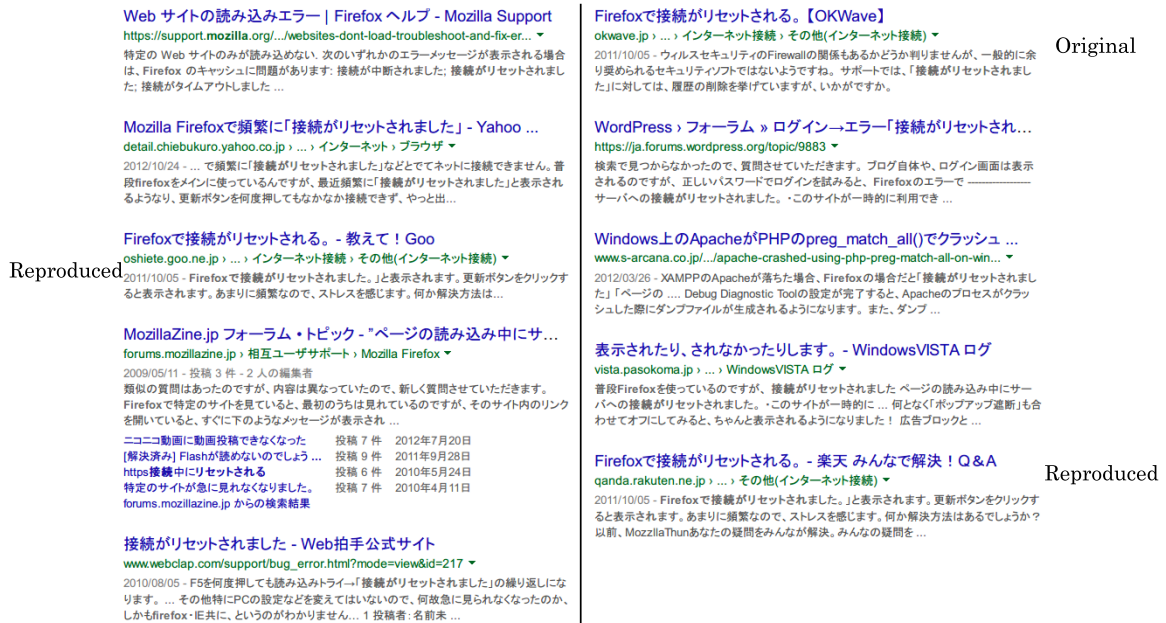 Web サイトの読み込みエラー | Firefox ヘルプ - Mozilla Support
https://support.mozilla.org/.../websites-dont-load-troubleshoot-and-fix-er...
特定の Web サイトのみが読み込めない. 次のいずれかのエラーメッセージが表示される場合
は、Firefox のキャッシュに問題があります: 接続が中断されました; 接続がリセットされまし
た; 接続がタイムアウトしました ...
Mozilla Firefoxで頻繁に「接続がリセットされました」 - Yahoo ...
detail.chiebukuro.yahoo.co.jp › ... › インターネット › ブラウザ
2012/10/24 - ... で頻繁に「接続がリセットされました」などとでてネットに接続できません。普
段firefoxをメインに使っているんですが、最近頻繁に「接続がリセットされました」と表示され
るようなり、更新ボタンを何度押してもなかなか接続できず、やっと出...
Reproduced
Firefoxで接続がリセットされる。 - 教えて！Goo
oshiete.goo.ne.jp › ... › インターネット接続 › その他(インターネット接続)
2011/10/05 - Firefoxで接続がリセットされました。」と表示されます。更新ボタンをクリックす
ると表示されます。あまりに頻繁なので、ストレスを感じます。何か解決方法は...
MozillaZine.jp フォーラム • トピック - ”ページの読み込み中にサ...
forums.mozillazine.jp › 相互ユーザサポート › Mozilla Firefox
2009/05/11 - 投稿 3 件 - 2 人の編集者
類似の質問はあったのですが、内容は異なっていたので、新しく質問させていただきます。
Firefoxで特定のサイトを見ていると、最初のうちは見れているのですが、そのサイト内のリンク
を開いていると、すぐに下のようなメッセージが表示され ...
ニコニコ動画に動画投稿できなくなった 投稿 7 件 2012年7月20日
[解決済み] Flashが読めないのでしょう ... 投稿 9 件 2011年9月28日
https接続中にリセットされる 投稿 6 件 2010年5月24日
特定のサイトが急に見れなくなりました。 投稿 7 件 2010年4月11日
forums.mozillazine.jp からの検索結果
接続がリセットされました - Web拍手公式サイト
www.webclap.com/support/bug_error.html?mode=view&id=217
2010/08/05 - F5を何度押しても読み込みトライ→「接続がリセットされました」の繰り返しにな
ります。 ... その他特にPCの設定などを変えてはいないので、何故急に見られなくなったのか、
しかもfirefox・IE共に、というのがわかりません... 1 投稿者: 名前未 ...
Firefoxで接続がリセットされる。【OKWave】
okwave.jp › ... › インターネット接続 › その他(インターネット接続)
2011/10/05 - ウィルスセキュリティのFirewallの関係もあるかどうか判りませんが、一般的に余
り奨められるセキュリティソフトではないようですね。 サポートでは、「接続がリセットされまし
た」に対しては、履歴の削除を挙げていますが、いかがですか。
Original
WordPress › フォーラム » ログイン→エラー「接続がリセットされ...
https://ja.forums.wordpress.org/topic/9883
検索で見つからなかったので、質問させていただきます。 ブログ自体や、ログイン画面は表示
されるのですが、 正しいパスワードでログインを試みると、 Firefoxのエラーで ------------------
サーバへの接続がリセットされました。 ・このサイトが一時的に利用でき ...
Windows上のApacheがPHPのpreg_match_all()でクラッシュ ...
www.s-arcana.co.jp/.../apache-crashed-using-php-preg-match-all-on-win...
2012/03/26 - XAMPPのApacheが落ちた場合、Firefoxの場合だと「接続がリセットされまし
た」 「ページの .... Debug Diagnostic Toolの設定が完了すると、Apacheのプロセスがクラッ
シュした際にダンプファイルが生成されるようになります。 また、ダンプ ...
表示されたり、されなかったりします。 - WindowsVISTA ログ
vista.pasokoma.jp › ... › WindowsVISTA ログ
普段Firefoxを使っているのですが、 接続がリセットされました ページの読み込み中にサー
バへの接続がリセットされました。 ・このサイトが一時的に ... 何となく「ポップアップ遮断」も合
わせてオフにしてみると、ちゃんと表示されるようになりました！ 広告ブロックと ...
Firefoxで接続がリセットされる。 - 楽天 みんなで解決！Q＆A
qanda.rakuten.ne.jp › ... › その他(インターネット接続)
2011/10/05 - Firefoxで接続がリセットされました。」と表示されます。更新ボタンをクリックす
ると表示されます。あまりに頻繁なので、ストレスを感じます。何か解決方法はあるでしょうか？
以前、MozzllaThunあなたの疑問をみんなが解決。みんなの疑問を ...
Reproduced